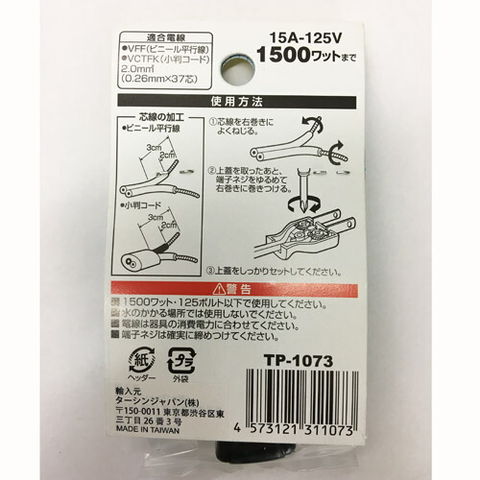 適合電線
●VFF(ビニール平行線)
●VCTFK(小判コード)
2.0m㎡
(0.26mm×37芯)
15A-125V
1500ワットまで
使用方法
芯線の加工
●ビニール平行線
3cm
2cm
●小判コード
3cm
2cm
①芯線を右巻きに
よくねじる。
②上蓋を取ったあと、
端子ネジをゆるめて
右巻きに巻きつける。
③上蓋をしっかりセットしてください。
警告
1500ワット・125ボルト以下で使用してください。
水のかかる場所では使用しないでください。
電線は器具の消費電力に合わせてください。
端子ネジは確実に締めつけてください。
紙
ヘッダー
プラ
外袋
TP-1073
輸入元
ターシンジャパン(株)
〒150-0011 東京都渋谷区東
三丁目26番3号
MADE IN TAIWAN
4 573121 311073